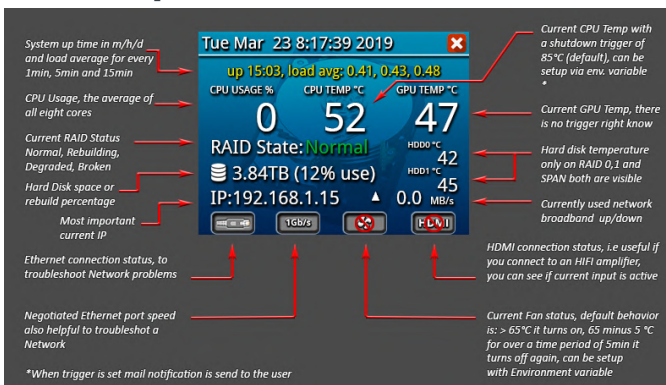 System up time in m/h/d
and load average for every
1min, 5min and 15min
CPU Usage, the average of
all eight cores
Current RAID Status
Normal, Rebuilding,
Degraded, Broken
Hard Disk space or
rebuild percentage
Most important
current IP
Ethernet connection status, to
troubleshoot Network problems
Negotiated Ethernet port speed
also helpful to troubleshot a
Network
*When trigger is set mail notification is send to the user
Tue Mar 23 8:17:39 2019
up 15:03, load avg: 0.41, 0.43, 0.48
CPU USAGE % CPU TEMP °C GPU TEMP °C
0 52 47
RAID State: Normal
HDD0 °C
42
3.84TB (12% use)
HDD1 °C
45
IP:192.168.1.15 ▲ 0.0 MB/s
1Gb/s HDMI
Current CPU Temp with
a shutdown trigger of
85°C (default), can be
setup via env. variable
*
Current GPU Temp, there
is no trigger right know
Hard disk temperature
only on RAID 0,1 and
SPAN both are visible
Currently used network
broadband up/down
HDMI connection status, i.e useful if
you connect to an HIFI amplifier,
you can see if current input is active
Current Fan status, default behavior
is: > 65°C it turns on, 65 minus 5 °C
for over a time period of 5min it
turns off again, can be setup
with Environment variable